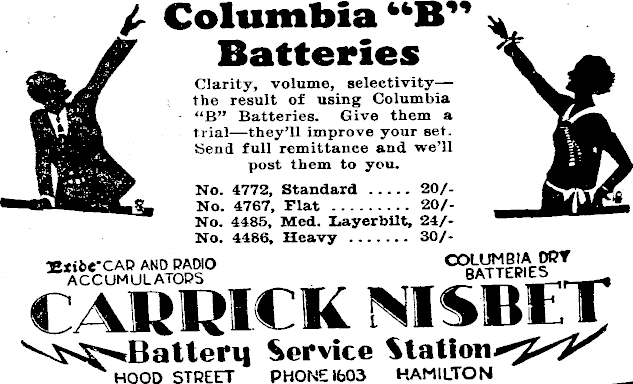 Columbia "B"
Batteries
Clarity, volume, selectivity—
the result of using Columbia
"B" Batteries. Give them a
trial—they'll improve your set.
Send full remittance and we'll
post them to you.
No. 4772, Standard ..... 20/-
No. 4767, Flat ......... 20/-
No. 4485, Med. Layerbilt, 24/-
No. 4486, Heavy ....... 30/-
"Exide" CAR AND RADIO
ACCUMULATORS
COLUMBIA DRY
BATTERIES
CARRICK NISBET
Battery Service Station
HOOD STREET PHONE 1603 HAMILTON